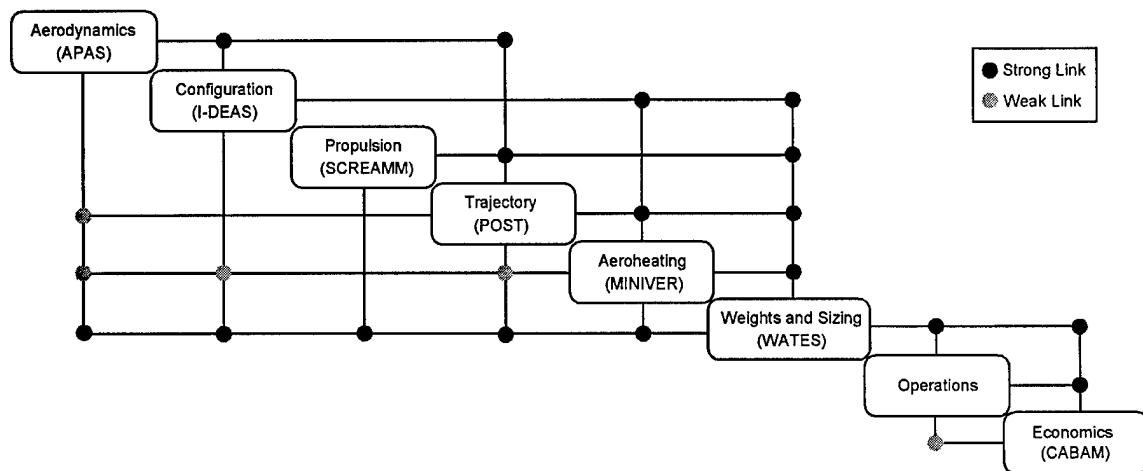 Aerodynamics
(APAS)
Configuration
(I-DEAS)
Propulsion
(SCREAMM)
Trajectory
(POST)
Aeroheating
(MINIVER)
Weights and Sizing
(WATES)
Operations
Economics
(CABAM)
Strong Link
Weak Link